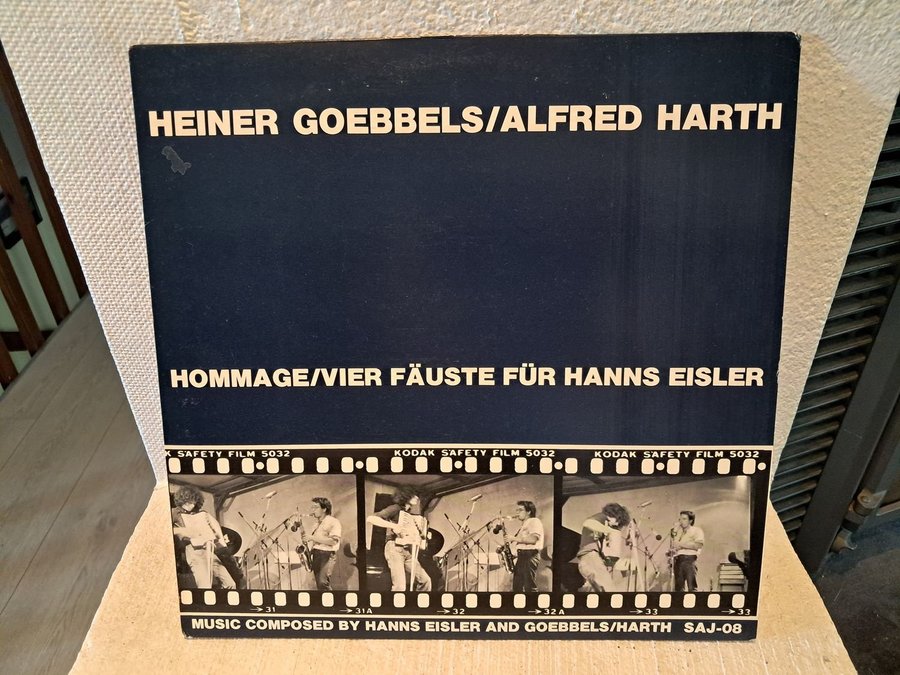 HEINER GOEBBELS/ALFRED HARTH
HOMMAGE/VIER FÄUSTE FÜR HANNS EISLER
K SAFETY FILM 5032 KODAK SAFETY FILM 5032 KODAK SAFETY FILM 5032
→31 →31A →32 →32A →33 →33
MUSIC COMPOSED BY HANNS EISLER AND GOEBBELS/HARTH SAJ-08